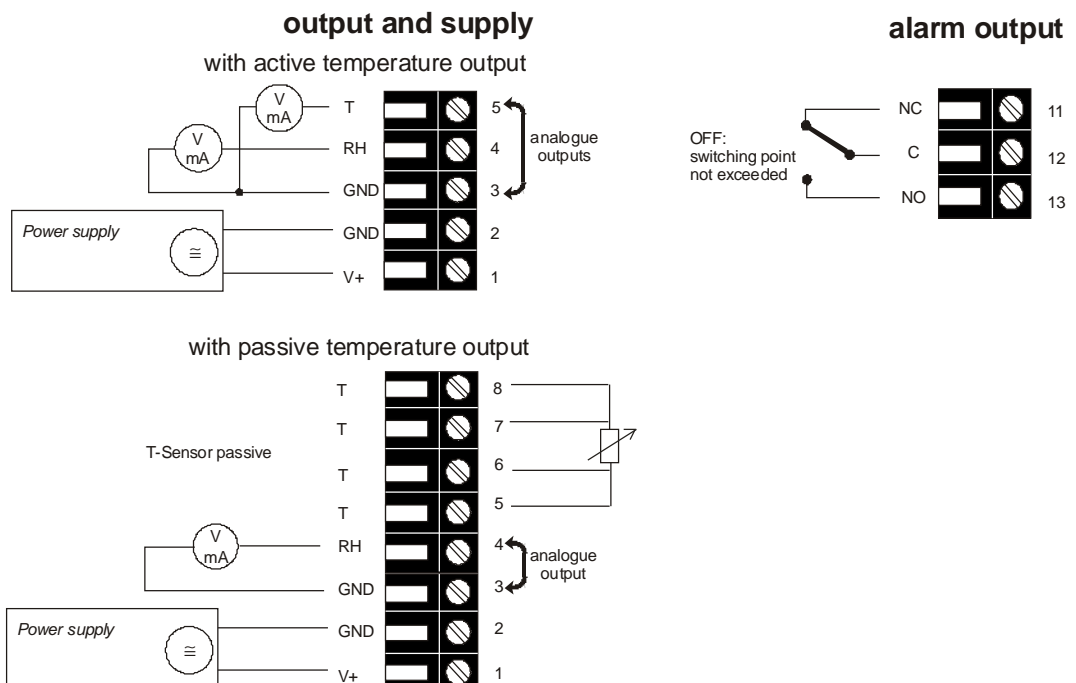 output and supply
with active temperature output
V
mA
T
5
V
mA
RH
4
analogue
outputs
GND
3
Power supply
≅
GND
2
V+
1
alarm output
OFF:
switching point
not exceeded
NC
11
C
12
NO
13
with passive temperature output
T
8
T
7
T-Sensor passive
T
6
T
5
V
mA
RH
4
analogue
output
GND
3
Power supply
≅
GND
2
V+
1